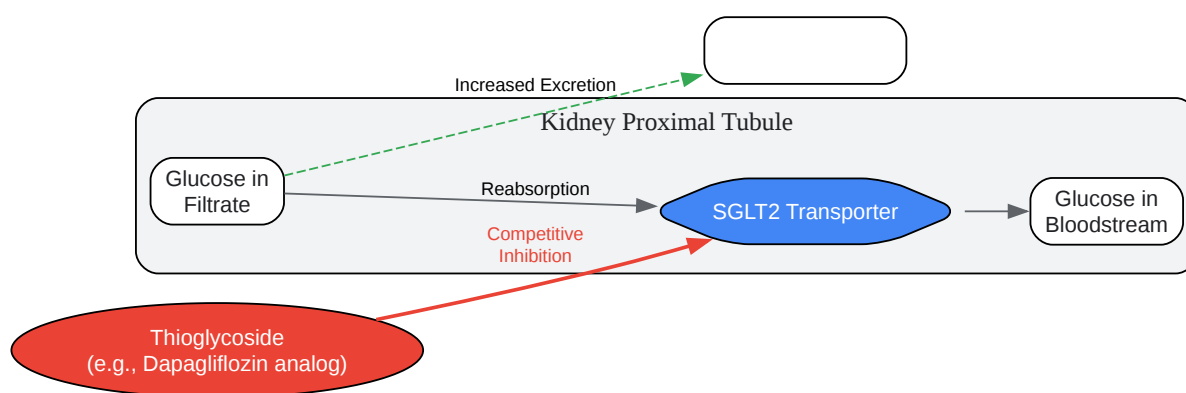 Increased Excretion
Kidney Proximal Tubule
Glucose in
Filtrate
Reabsorption
SGLT2 Transporter
Glucose in
Bloodstream
Competitive
Inhibition
Thioglycoside
(e.g., Dapagliflozin analog)